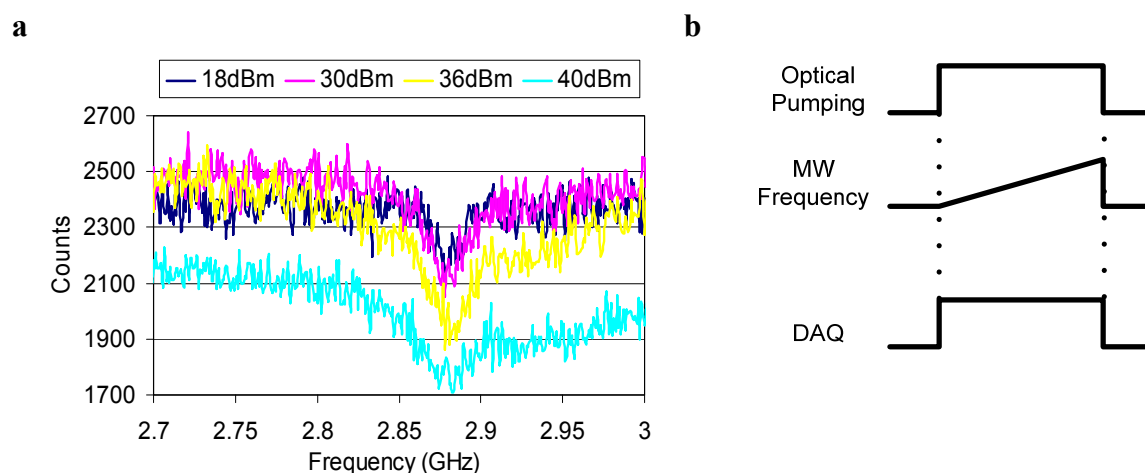 a
b
18dBm 30dBm 36dBm 40dBm
2700
2500
2300
2100
1900
1700
Counts
2.7 2.75 2.8 2.85 2.9 2.95 3
Frequency (GHz)
Optical
Pumping
MW
Frequency
DAQ